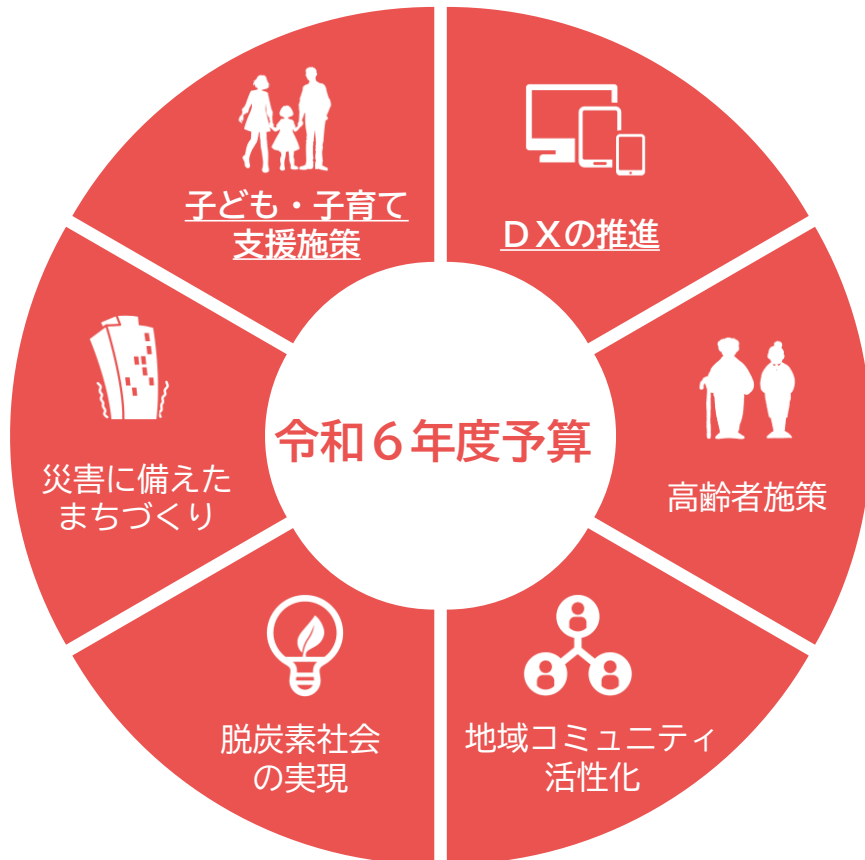 子ども・子育て
支援施策
ＤＸの推進
災害に備えた
まちづくり
令和６年度予算
高齢者施策
脱炭素社会
の実現
地域コミュニティ
活性化